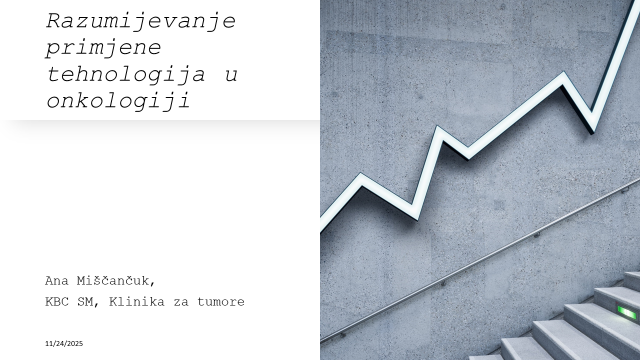 Razumijevanje
primjene
tehnologija u
onkologiji
Ana Miščančuk,
KBC SM, Klinika za tumore
11/24/2025